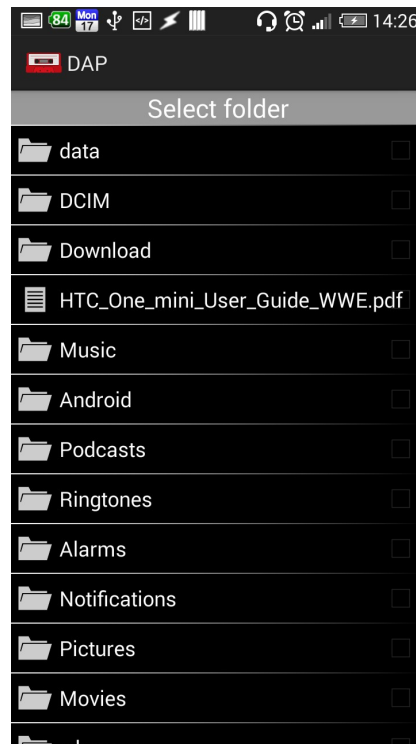 84 Mon 17 </> 14:26
DAP
Select folder
data
DCIM
Download
HTC_One_mini_User_Guide_WWE.pdf
Music
Android
Podcasts
Ringtones
Alarms
Notifications
Pictures
Movies